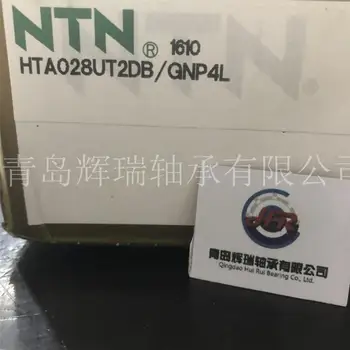 NTN® 1610
HTA028UT2DB/GNP4L
青岛辉瑞轴承有限公司
HR
青岛辉瑞轴承有限公司
Qingdao Hui Rui Bearing Co., Ltd.